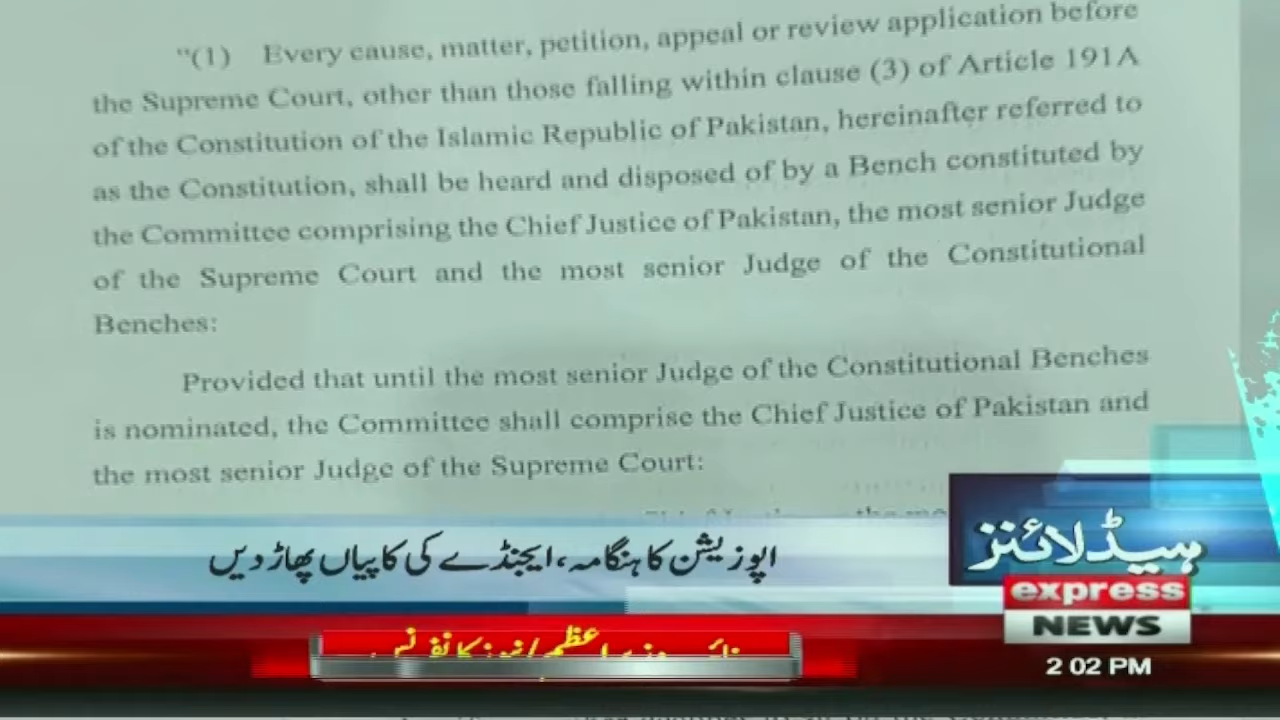 “(1) Every cause, matter, petition, appeal or review application before
the Supreme Court, other than those falling within clause (3) of Article 191A
of the Constitution of the Islamic Republic of Pakistan, hereinafter referred to
as the Constitution, shall be heard and disposed of by a Bench constituted by
the Committee comprising the Chief Justice of Pakistan, the most senior Judge
of the Supreme Court and the most senior Judge of the Constitutional
Benches:
Provided that until the most senior Judge of the Constitutional Benches
is nominated, the Committee shall comprise the Chief Justice of Pakistan and
the most senior Judge of the Supreme Court:
اپوزیشن کا ہنگامہ، ایجنڈے کی کاپیاں پھاڑ دیں
ہیڈلائنز
express
NEWS
2 02 PM